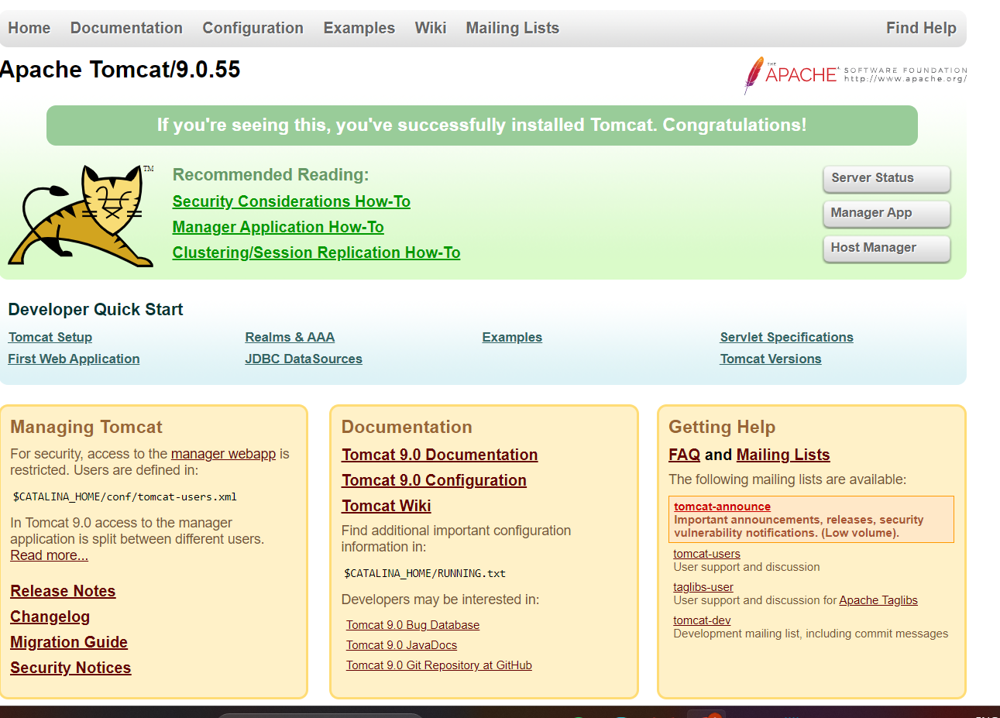 Home Documentation Configuration Examples Wiki Mailing Lists Find Help
Apache Tomcat/9.0.55
THE APACHE SOFTWARE FOUNDATION
http://www.apache.org/
If you're seeing this, you've successfully installed Tomcat. Congratulations!
TM
Recommended Reading:
Security Considerations How-To
Manager Application How-To
Clustering/Session Replication How-To
Server Status
Manager App
Host Manager
Developer Quick Start
Tomcat Setup
First Web Application
Realms & AAA
JDBC DataSources
Examples
Servlet Specifications
Tomcat Versions
Managing Tomcat
For security, access to the manager webapp is
restricted. Users are defined in:
$CATALINA_HOME/conf/tomcat-users.xml
In Tomcat 9.0 access to the manager
application is split between different users.
Read more...
Release Notes
Changelog
Migration Guide
Security Notices
Documentation
Tomcat 9.0 Documentation
Tomcat 9.0 Configuration
Tomcat Wiki
Find additional important configuration
information in:
$CATALINA_HOME/RUNNING.txt
Developers may be interested in:
Tomcat 9.0 Bug Database
Tomcat 9.0 JavaDocs
Tomcat 9.0 Git Repository at GitHub
Getting Help
FAQ and Mailing Lists
The following mailing lists are available:
tomcat-announce
Important announcements, releases, security
vulnerability notifications. (Low volume).
tomcat-users
User support and discussion
taglibs-user
User support and discussion for Apache Taglibs
tomcat-dev
Development mailing list, including commit messages